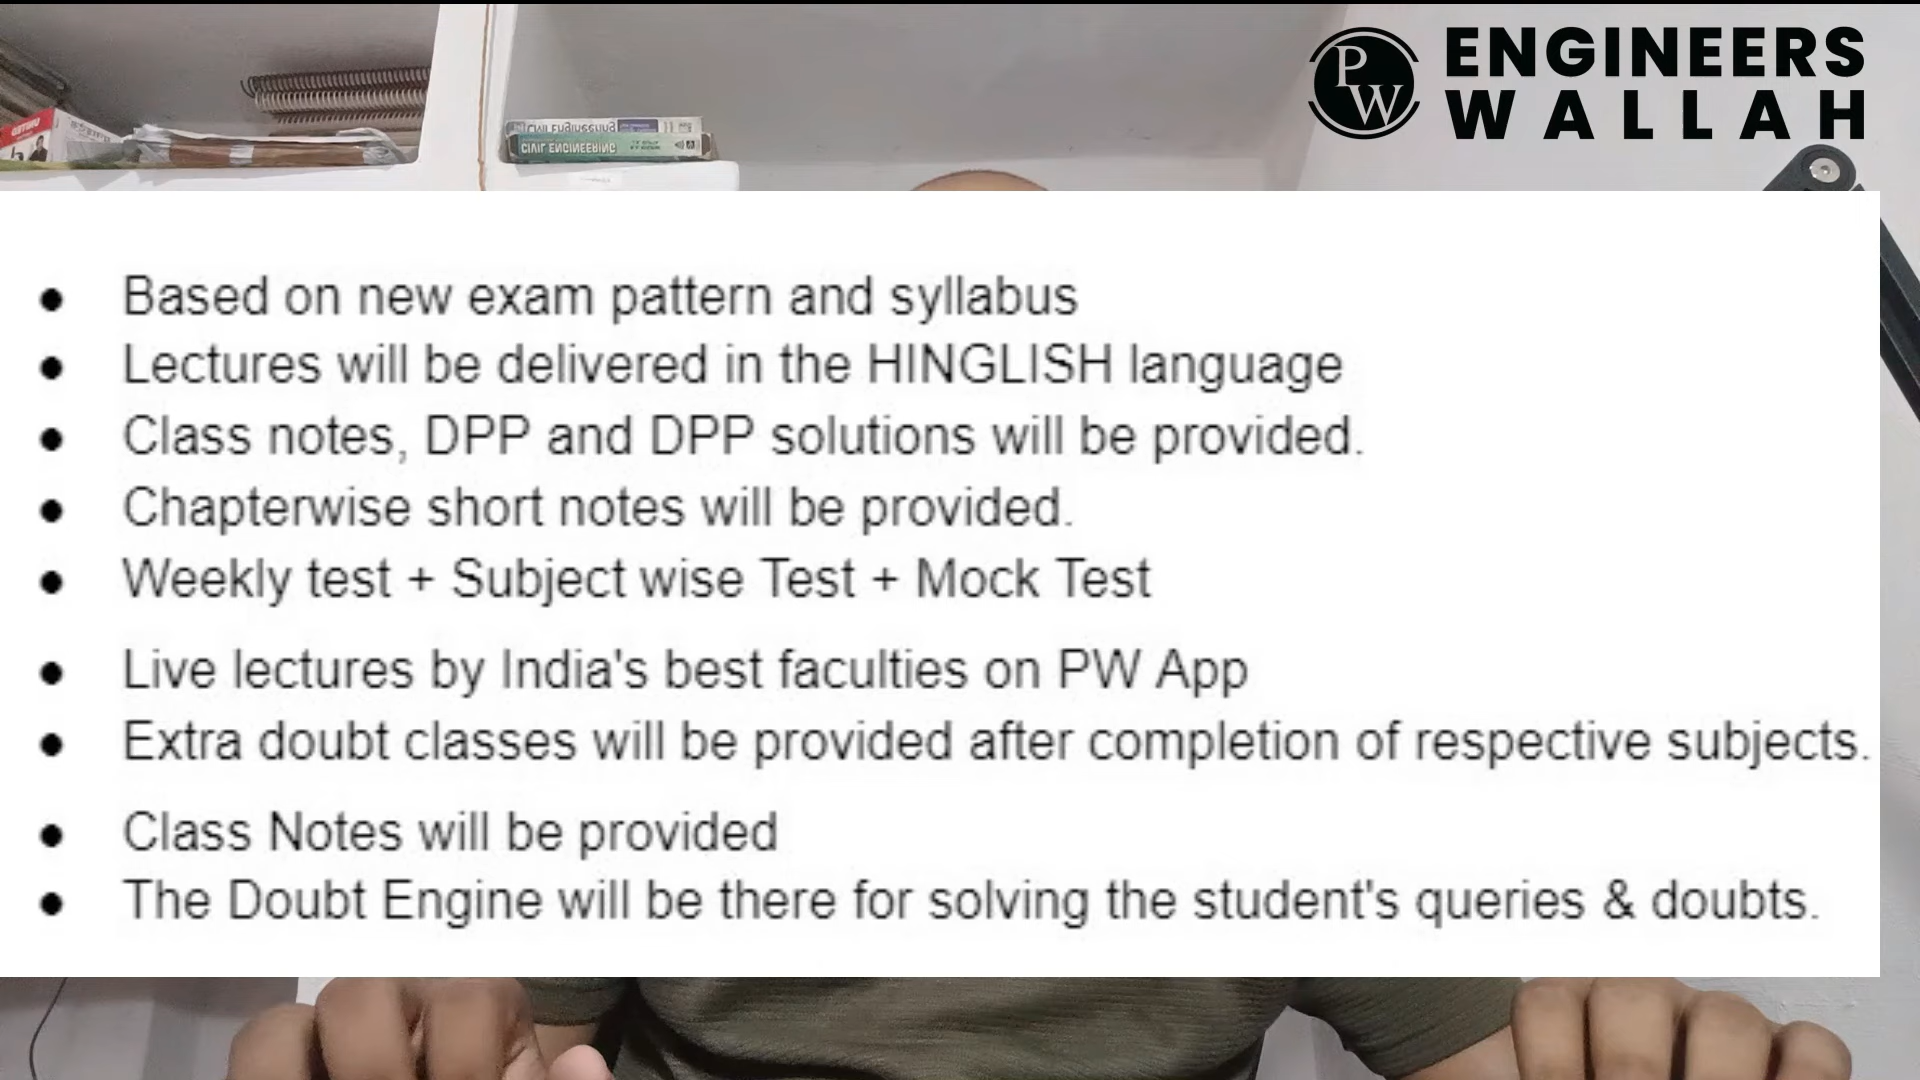 ENGINEERS
WALLAH
PW
CIVIL ENGINEERING
• Based on new exam pattern and syllabus
• Lectures will be delivered in the HINGLISH language
• Class notes, DPP and DPP solutions will be provided.
• Chapterwise short notes will be provided.
• Weekly test + Subject wise Test + Mock Test
• Live lectures by India's best faculties on PW App
• Extra doubt classes will be provided after completion of respective subjects.
• Class Notes will be provided
• The Doubt Engine will be there for solving the student's queries & doubts.